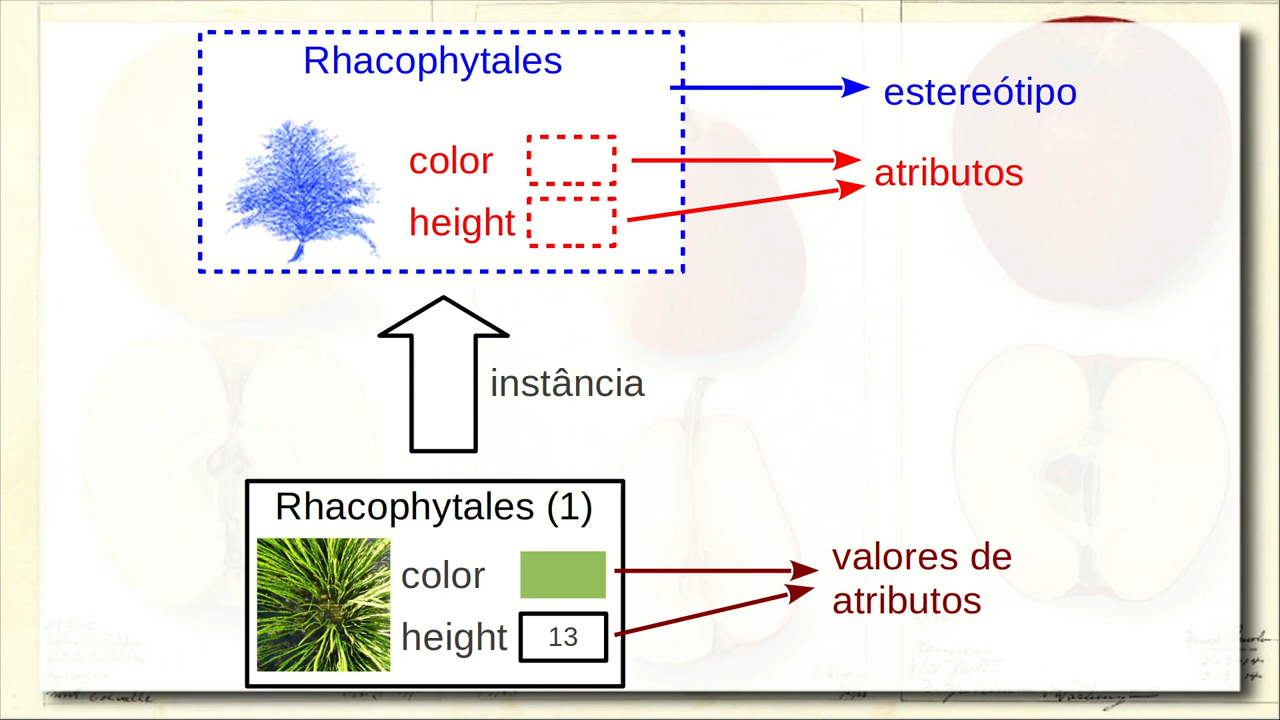 Rhacophytales
estereótipo
color
atributos
height
instância
Rhacophytales (1)
color
valores de
atributos
height
13